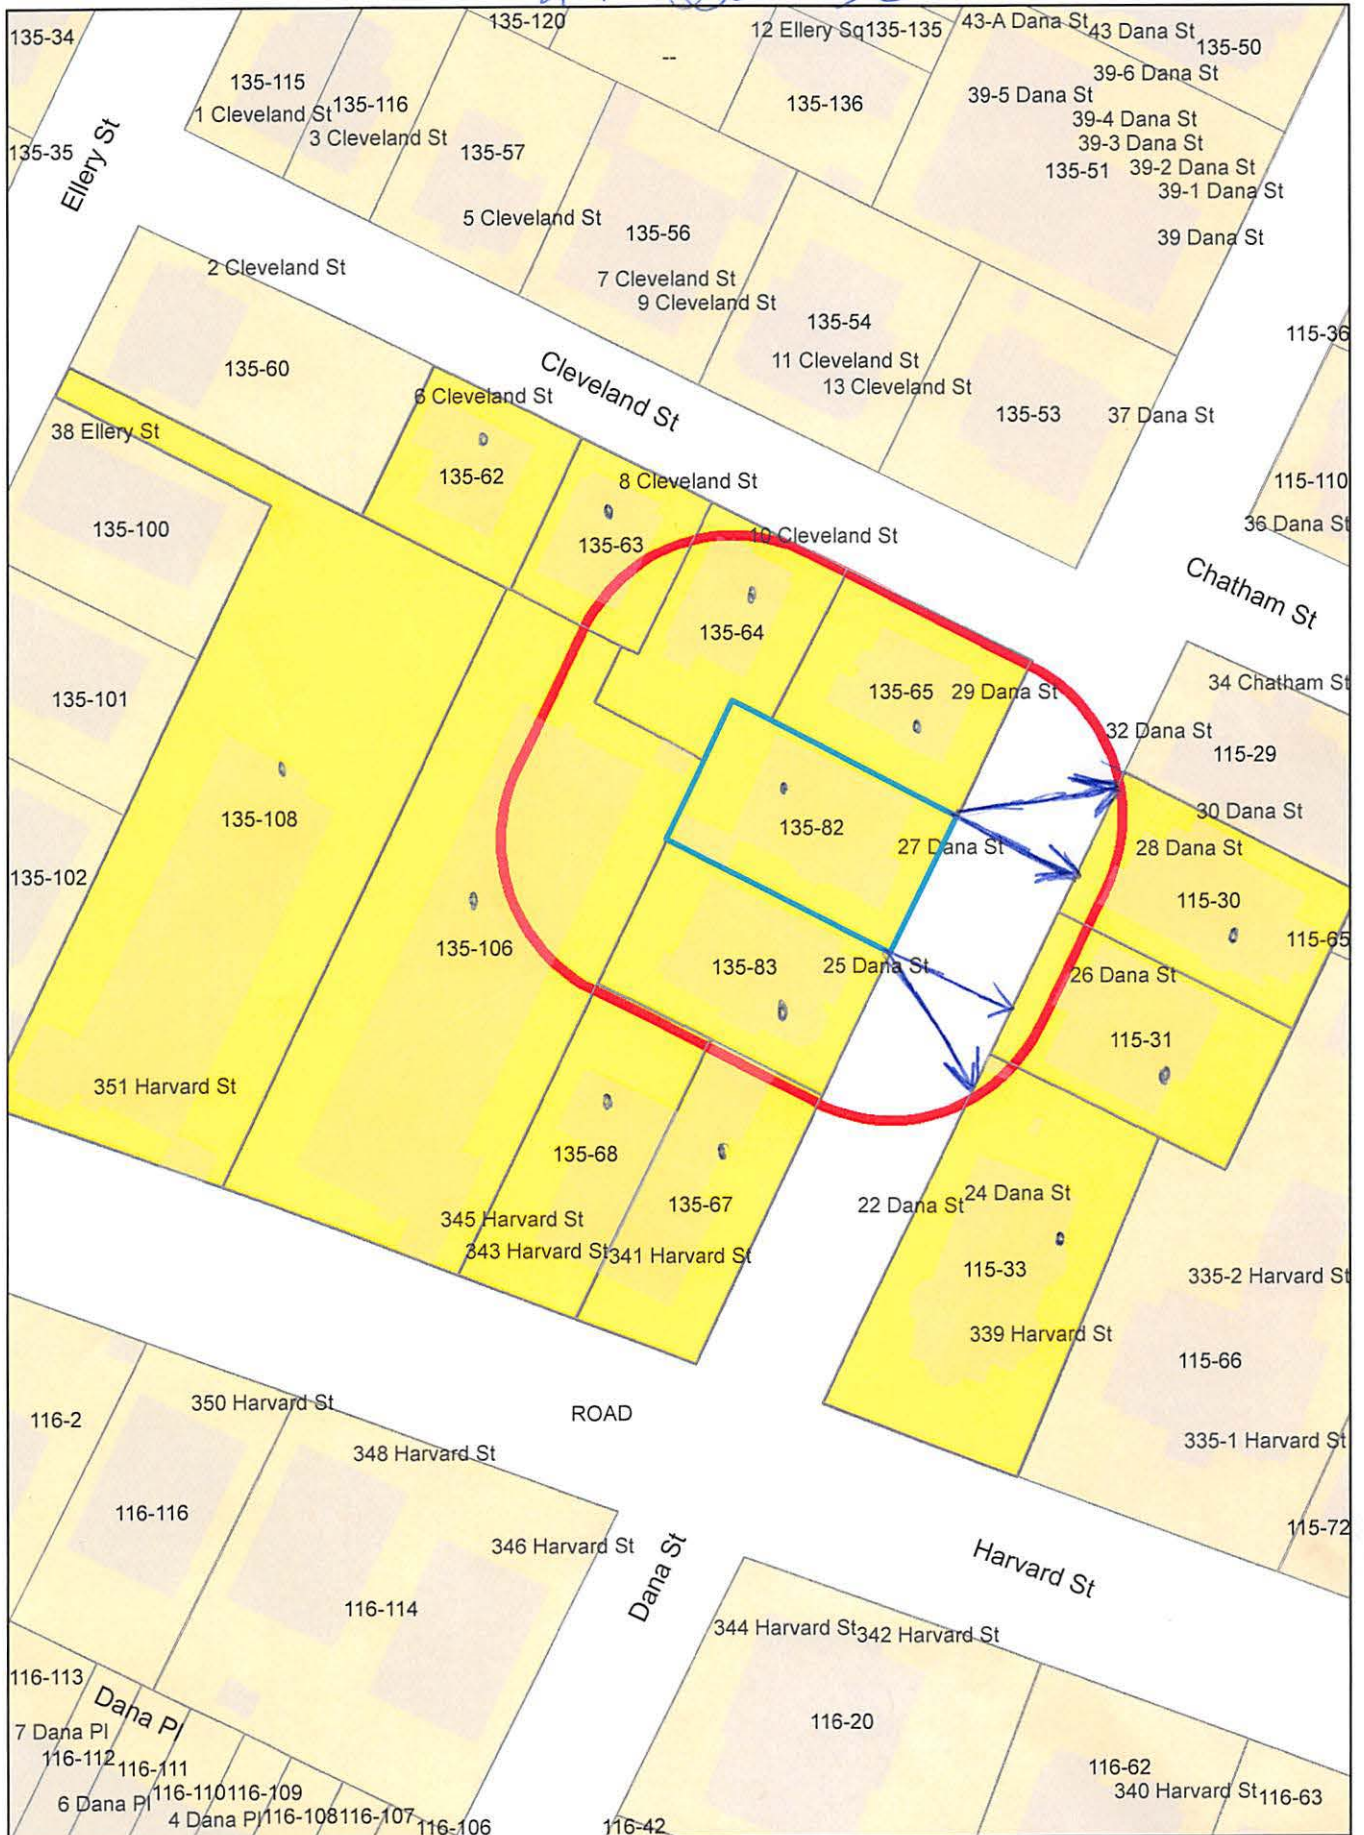 135-34
135-120
12 Ellery Sq
135-135
43-A Dana St
43 Dana St
135-50
--
39-6 Dana St
135-115
135-116
135-136
39-5 Dana St
1 Cleveland St
39-4 Dana St
3 Cleveland St
39-3 Dana St
135-35
135-57
135-51
39-2 Dana St
Ellery St
39-1 Dana St
5 Cleveland St
135-56
39 Dana St
2 Cleveland St
7 Cleveland St
9 Cleveland St
135-54
115-36
135-60
Cleveland St
11 Cleveland St
13 Cleveland St
6 Cleveland St
135-53
37 Dana St
38 Ellery St
135-62
8 Cleveland St
115-110
135-100
135-63
10 Cleveland St
36 Dana St
Chatham St
135-64
135-101
135-65
29 Dana St
34 Chatham St
32 Dana St
115-29
135-108
135-82
30 Dana St
27 Dana St
28 Dana St
135-102
115-30
135-106
115-65
135-83
25 Dana St
26 Dana St
115-31
351 Harvard St
135-68
135-67
22 Dana St
24 Dana St
345 Harvard St
343 Harvard St
341 Harvard St
115-33
335-2 Harvard St
339 Harvard St
115-66
116-2
350 Harvard St
ROAD
348 Harvard St
335-1 Harvard St
116-116
346 Harvard St
115-72
Dana St
Harvard St
116-114
344 Harvard St
342 Harvard St
116-113
Dana Pl
116-20
7 Dana Pl
116-112
116-111
116-62
116-110
116-109
340 Harvard St
116-63
6 Dana Pl
4 Dana Pl
116-108
116-107
116-106
116-42